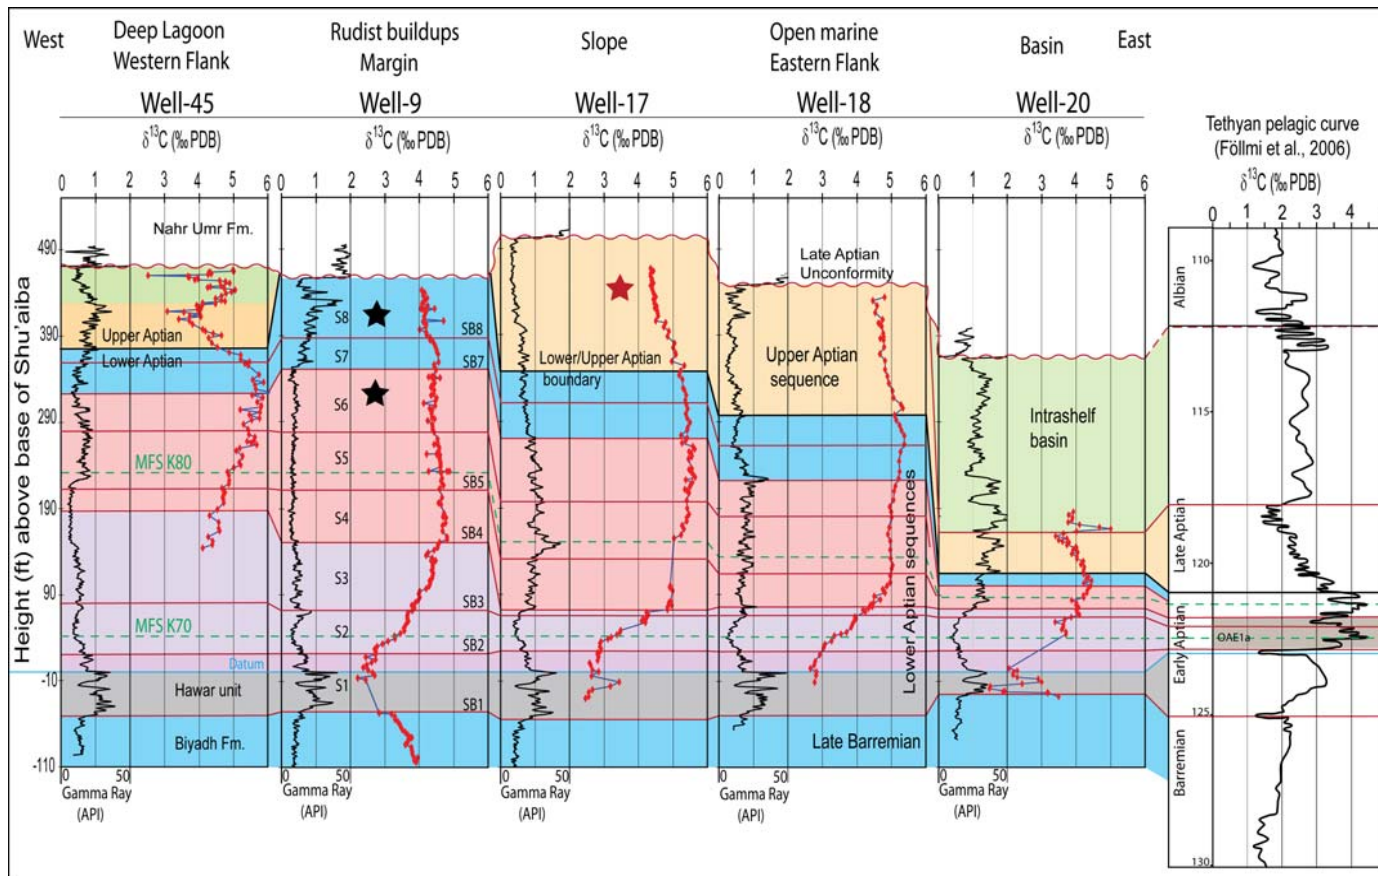 West
Deep Lagoon
Western Flank
Rudist buildups
Margin
Slope
Open marine
Eastern Flank
Basin
East
Well-45
Well-9
Well-17
Well-18
Well-20
δ13C (‰ PDB)
δ13C (‰ PDB)
δ13C (‰ PDB)
δ13C (‰ PDB)
δ13C (‰ PDB)
Tethyan pelagic curve
(Föllmi et al., 2006)
δ13C (‰ PDB)
0 1 2 3 4 5 6
0 1 2 3 4 5 6
0 1 2 3 4 5 6
0 1 2 3 4 5 6
0 1 2 3 4 5 6
0 1 2 3 4
Height (ft) above base of Shu'aiba
490
390
290
190
90
-10
-110
Nahr Umr Fm.
Upper Aptian
Lower Aptian
MFS K80
MFS K70
Datum
Hawar unit
Biyadh Fm.
S8
S7
S6
S5
S4
S3
S2
S1
SB8
SB7
SB5
SB4
SB3
SB2
SB1
Lower/Upper Aptian
boundary
Late Aptian
Unconformity
Upper Aptian
sequence
Lower Aptian sequences
Late Barremian
Intrashelf
basin
Albian
Late Aptian
Early Aptian
Barremian
110
115
120
125
130
OAE1a
0 50
Gamma Ray
(API)
0 50
Gamma Ray
(API)
0 50
Gamma Ray
(API)
0 50
Gamma Ray
(API)
0 50
Gamma Ray
(API)